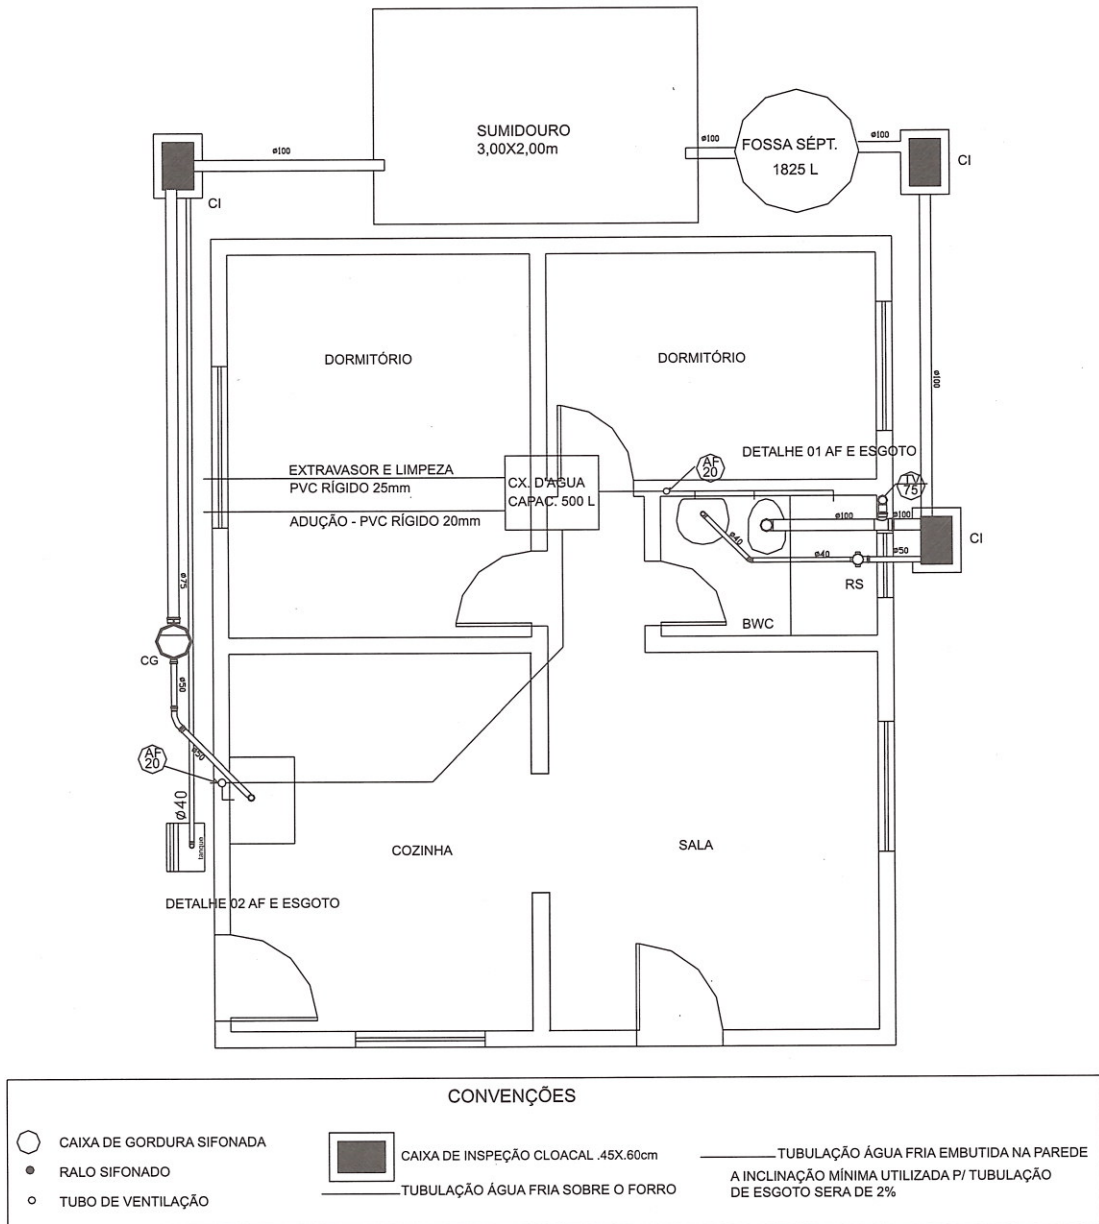 SUMIDOURO
3,00X2,00m
ø100
ø100
FOSSA SÉPT.
1825 L
ø100
CI
CI
DORMITÓRIO
DORMITÓRIO
ø100
DETALHE 01 AF E ESGOTO
EXTRAVASOR E LIMPEZA
PVC RÍGIDO 25mm
ADUÇÃO - PVC RÍGIDO 20mm
CX. D'AGUA
CAPAC. 500 L
AF
20
TV
75
ø100
ø100
CI
ø40
ø40
ø50
RS
BWC
ø75
CG
ø50
ø50
AF
20
ø40
tanque
COZINHA
SALA
DETALHE 02 AF E ESGOTO
CONVENÇÕES
CAIXA DE GORDURA SIFONADA
RALO SIFONADO
TUBO DE VENTILAÇÃO
CAIXA DE INSPEÇÃO CLOACAL .45X.60cm
TUBULAÇÃO ÁGUA FRIA SOBRE O FORRO
TUBULAÇÃO ÁGUA FRIA EMBUTIDA NA PAREDE
A INCLINAÇÃO MÍNIMA UTILIZADA P/ TUBULAÇÃO
DE ESGOTO SERA DE 2%